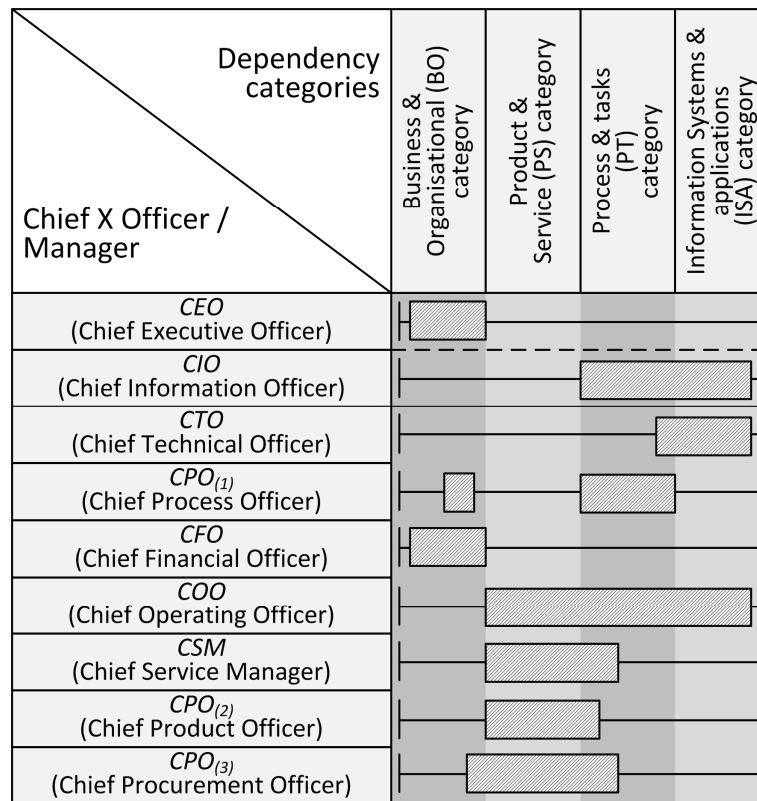 Dependency
categories
Chief X Officer /
Manager
Business &
Organisational (BO)
category
Product &
Service (PS) category
Process & tasks
(PT)
category
Information Systems &
applications
(ISA) category
CEO
(Chief Executive Officer)
CIO
(Chief Information Officer)
CTO
(Chief Technical Officer)
CPO(1)
(Chief Process Officer)
CFO
(Chief Financial Officer)
COO
(Chief Operating Officer)
CSM
(Chief Service Manager)
CPO(2)
(Chief Product Officer)
CPO(3)
(Chief Procurement Officer)